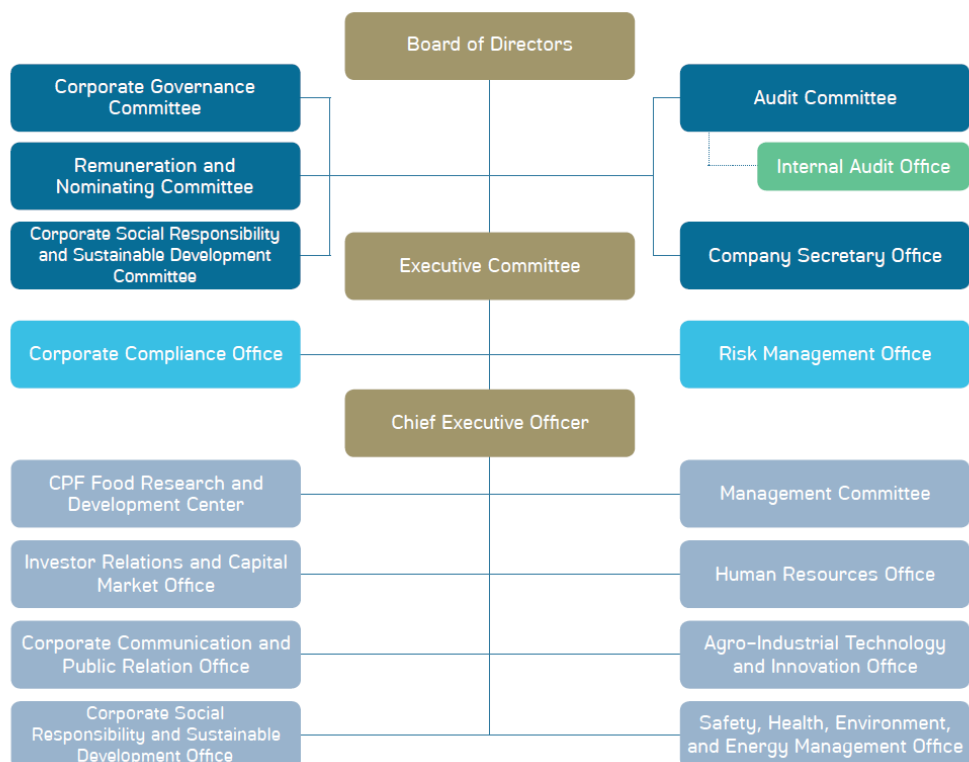 Board of Directors
Corporate Governance
Committee
Audit Committee
Remuneration and
Nominating Committee
Internal Audit Office
Corporate Social Responsibility
and Sustainable Development
Committee
Executive Committee
Company Secretary Office
Corporate Compliance Office
Risk Management Office
Chief Executive Officer
CPF Food Research and
Development Center
Management Committee
Investor Relations and Capital
Market Office
Human Resources Office
Corporate Communication and
Public Relation Office
Agro-Industrial Technology
and Innovation Office
Corporate Social
Responsibility and Sustainable
Development Office
Safety, Health, Environment,
and Energy Management Office